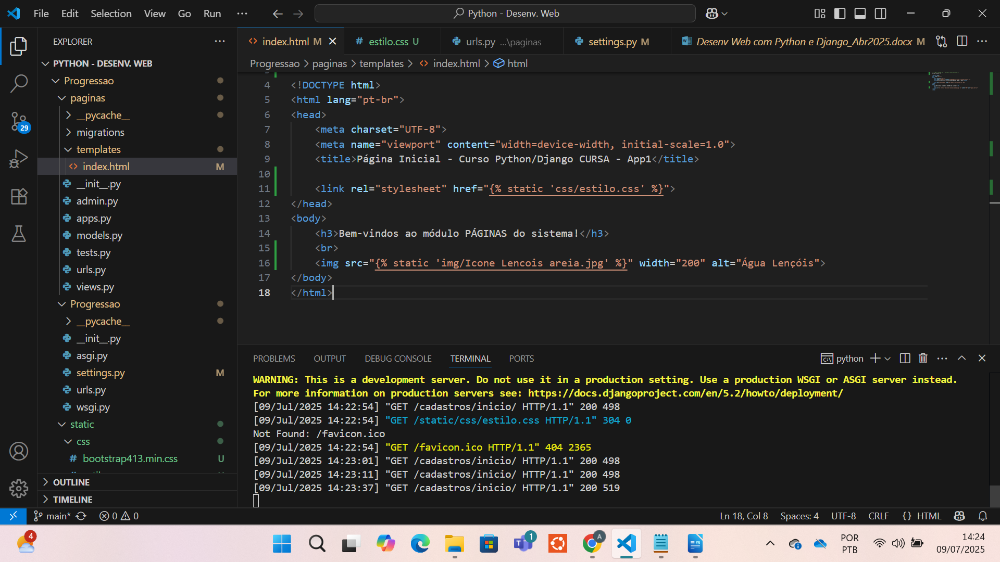 File Edit Selection View Go Run ··· Python - Desenv. Web
EXPLORER
index.html M
estilo.css U
urls.py ...\paginas
settings.py M
Desenv Web com Python e Django_Abr2025.docx M
PYTHON - DESENV. WEB
Progressao > paginas > templates > index.html > html
Progressao
paginas
__pycache__
migrations
templates
index.html M
__init__.py
admin.py
apps.py
models.py
tests.py
urls.py
views.py
Progressao
__pycache__
__init__.py
asgi.py
settings.py M
urls.py
wsgi.py
static
css
bootstrap413.min.css U
OUTLINE
TIMELINE
29
4 <!DOCTYPE html>
5 <html lang="pt-br">
6 <head>
7 <meta charset="UTF-8">
8 <meta name="viewport" content="width=device-width, initial-scale=1.0">
9 <title>Página Inicial - Curso Python/Django CURSA - App1</title>
10
11 <link rel="stylesheet" href="{% static 'css/estilo.css' %}">
12 </head>
13 <body>
14 <h3>Bem-vindos ao módulo PÁGINAS do sistema!</h3>
15 <br>
16 <img src="{% static 'img/Icone Lencois areia.jpg' %}" width="200" alt="Água Lençóis">
17 </body>
18 </html>
PROBLEMS OUTPUT DEBUG CONSOLE TERMINAL PORTS
python
WARNING: This is a development server. Do not use it in a production setting. Use a production WSGI or ASGI server instead.
For more information on production servers see: https://docs.djangoproject.com/en/5.2/howto/deployment/
[09/Jul/2025 14:22:54] "GET /cadastros/inicio/ HTTP/1.1" 200 498
[09/Jul/2025 14:22:54] "GET /static/css/estilo.css HTTP/1.1" 304 0
Not Found: /favicon.ico
[09/Jul/2025 14:22:54] "GET /favicon.ico HTTP/1.1" 404 2365
[09/Jul/2025 14:23:01] "GET /cadastros/inicio/ HTTP/1.1" 200 498
[09/Jul/2025 14:23:11] "GET /cadastros/inicio/ HTTP/1.1" 200 498
[09/Jul/2025 14:23:37] "GET /cadastros/inicio/ HTTP/1.1" 200 519
main* 0 0 Ln 18, Col 8 Spaces: 4 UTF-8 CRLF {} HTML
4
1
A
POR
PTB
14:24
09/07/2025